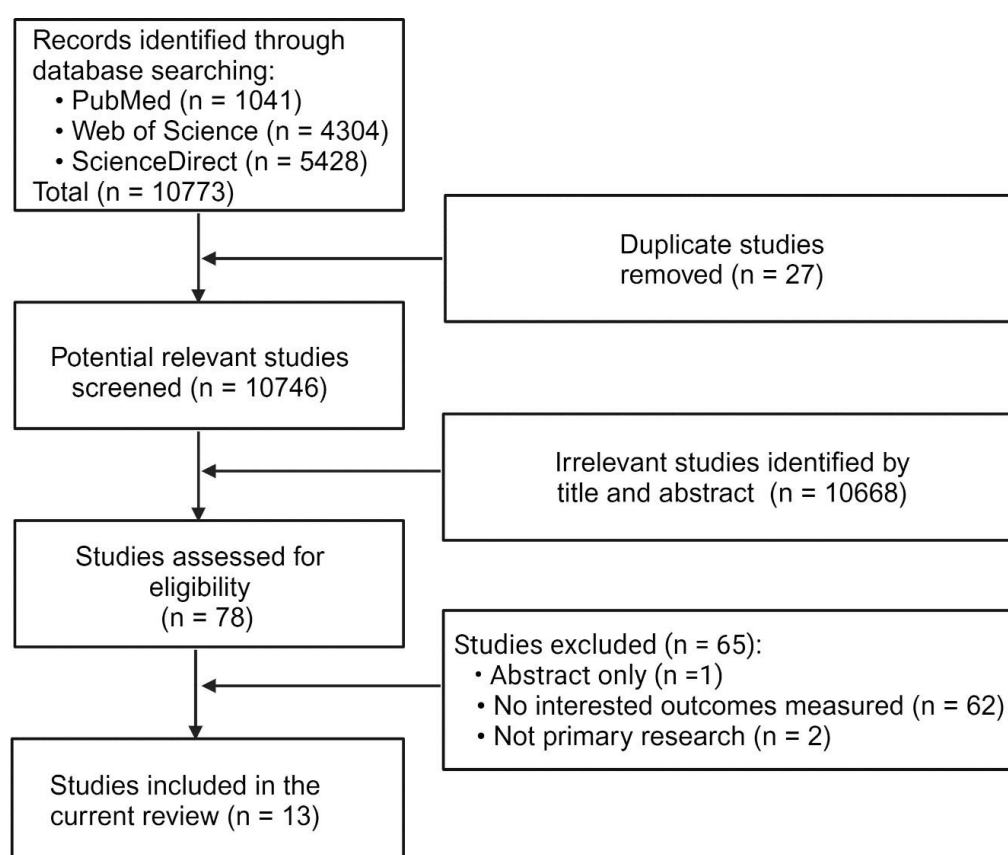 Records identified through
database searching:
• PubMed (n = 1041)
• Web of Science (n = 4304)
• ScienceDirect (n = 5428)
Total (n = 10773)
Duplicate studies
removed (n = 27)
Potential relevant studies
screened (n = 10746)
Irrelevant studies identified by
title and abstract (n = 10668)
Studies assessed for
eligibility
(n = 78)
Studies excluded (n = 65):
• Abstract only (n =1)
• No interested outcomes measured (n = 62)
• Not primary research (n = 2)
Studies included in the
current review (n = 13)